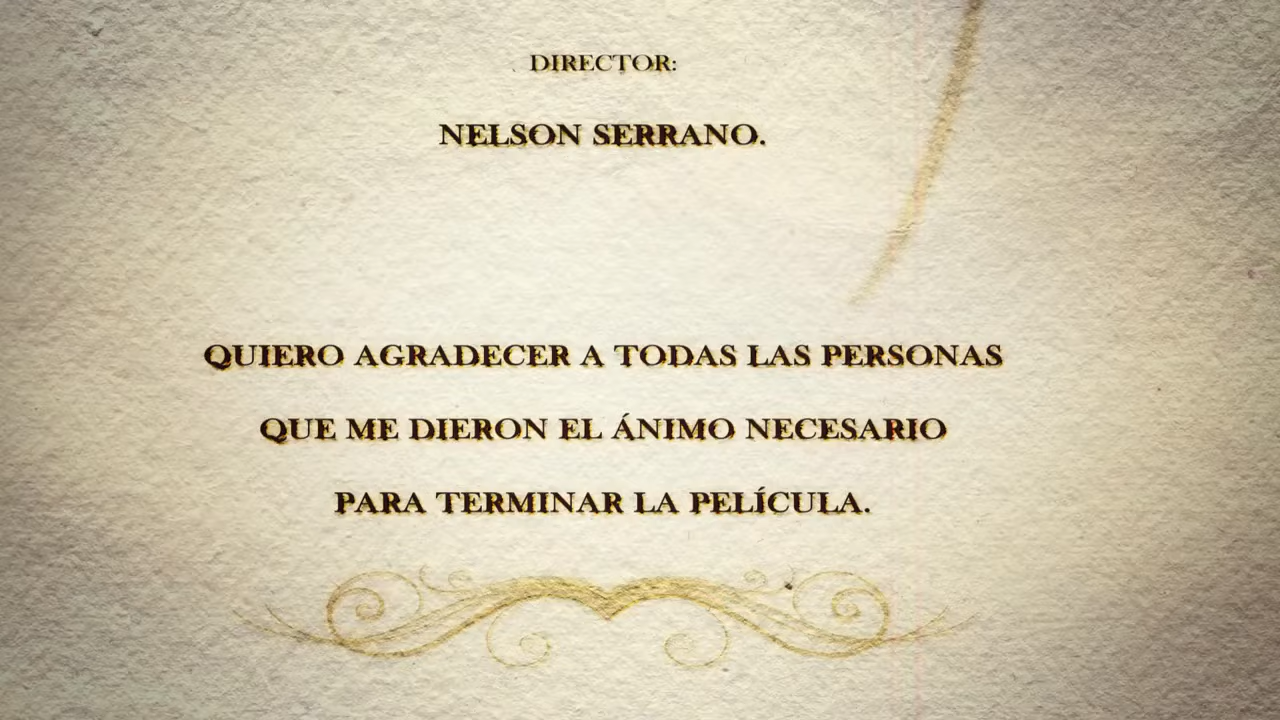 DIRECTOR:
NELSON SERRANO.
QUIERO AGRADECER A TODAS LAS PERSONAS
QUE ME DIERON EL ÁNIMO NECESARIO
PARA TERMINAR LA PELÍCULA.